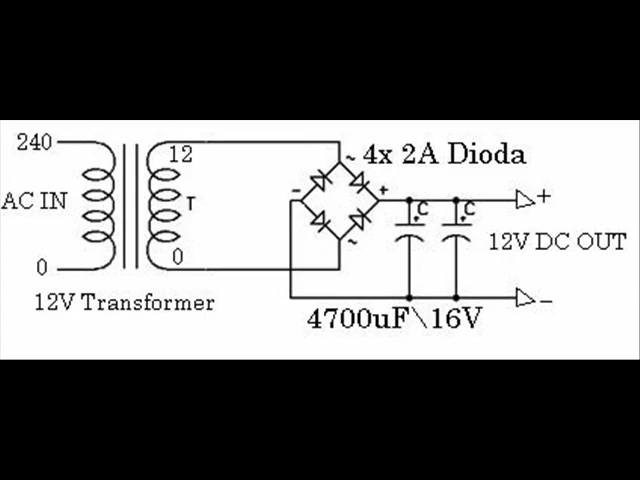 240
12
~ 4x 2A Dioda
- +
AC IN
T
C C
+ +
+
12V DC OUT
0
0
~
12V Transformer
-
4700uF\16V